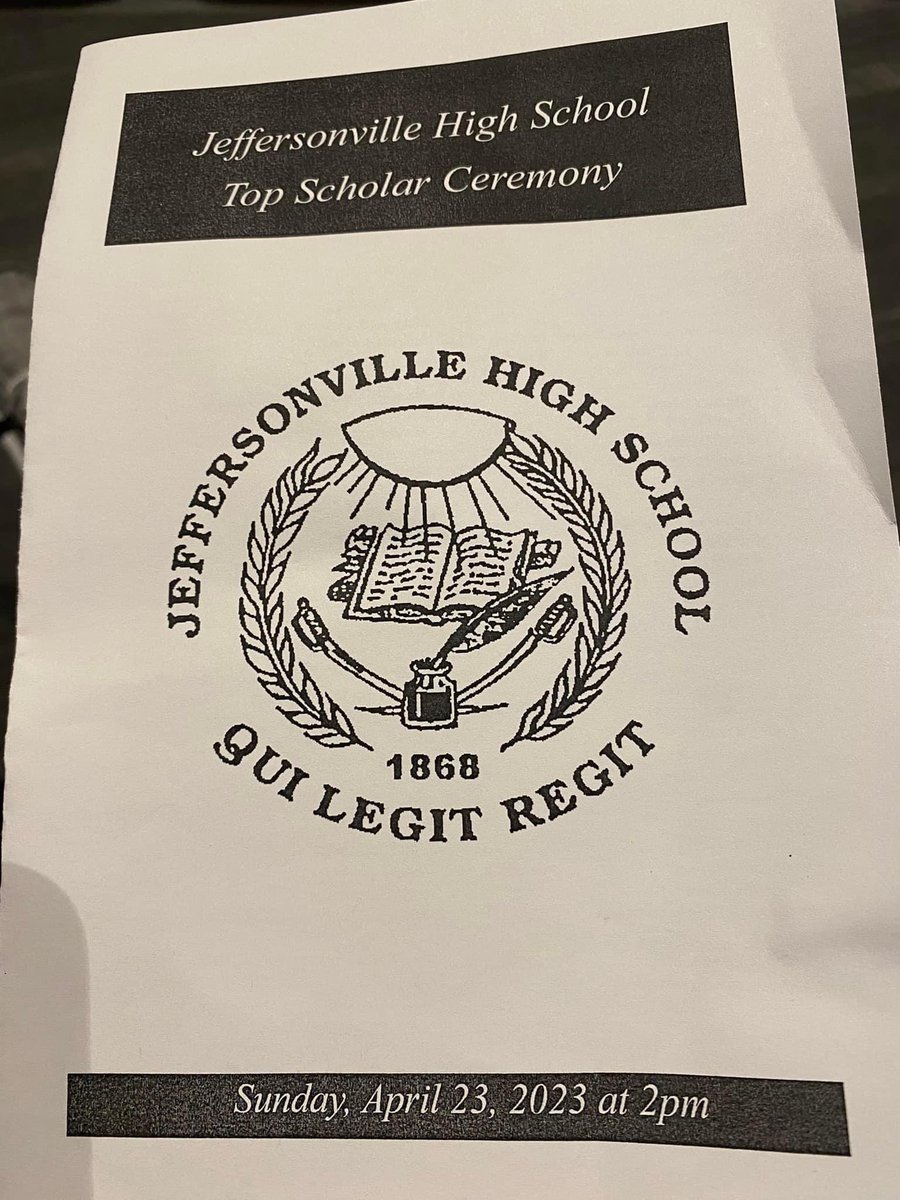 Jeffersonville High School
Top Scholar Ceremony
JEFFERSONVILLE HIGH SCHOOL
1868
QUI LEGIT REGIT
Sunday, April 23, 2023 at 2pm